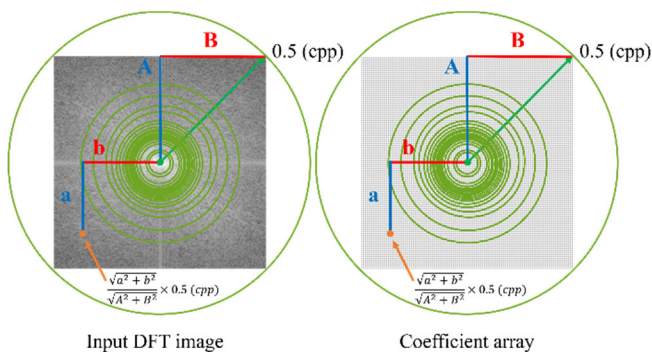 B
0.5 (cpp)
A
b
a
√a² + b² / √A² + B² × 0.5 (cpp)
Input DFT image
B
0.5 (cpp)
A
b
a
√a² + b² / √A² + B² × 0.5 (cpp)
Coefficient array